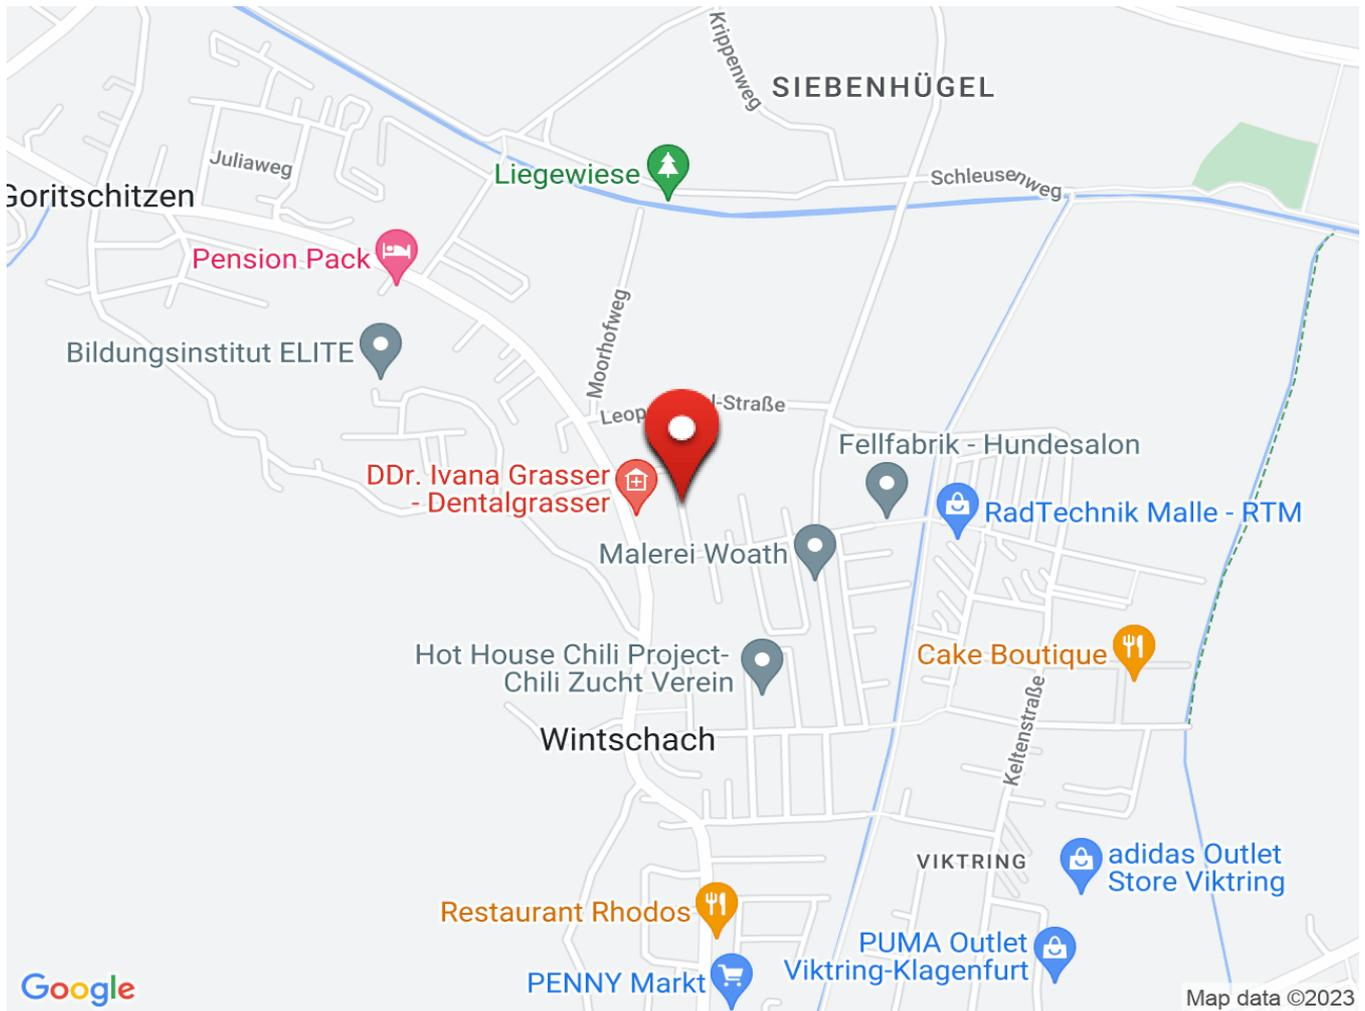 Krippenweg
SIEBENHÜGEL
Juliaweg
Liegewiese
Schleusenweg
Goritschitzen
Pension Pack
Moorhofweg
Bildungsinstitut ELITE
-Straße
Fellfabrik - Hundesalon
DDr. Ivana Grasser
- Dentalgrasser
RadTechnik Malle - RTM
Malerei Woath
Hot House Chili Project-
Chili Zucht Verein
Cake Boutique
Keltenstraße
Wintschach
VIKTRING
adidas Outlet
Store Viktring
Restaurant Rhodos
PUMA Outlet
Viktring-Klagenfurt
PENNY Markt
Google
Map data ©2023